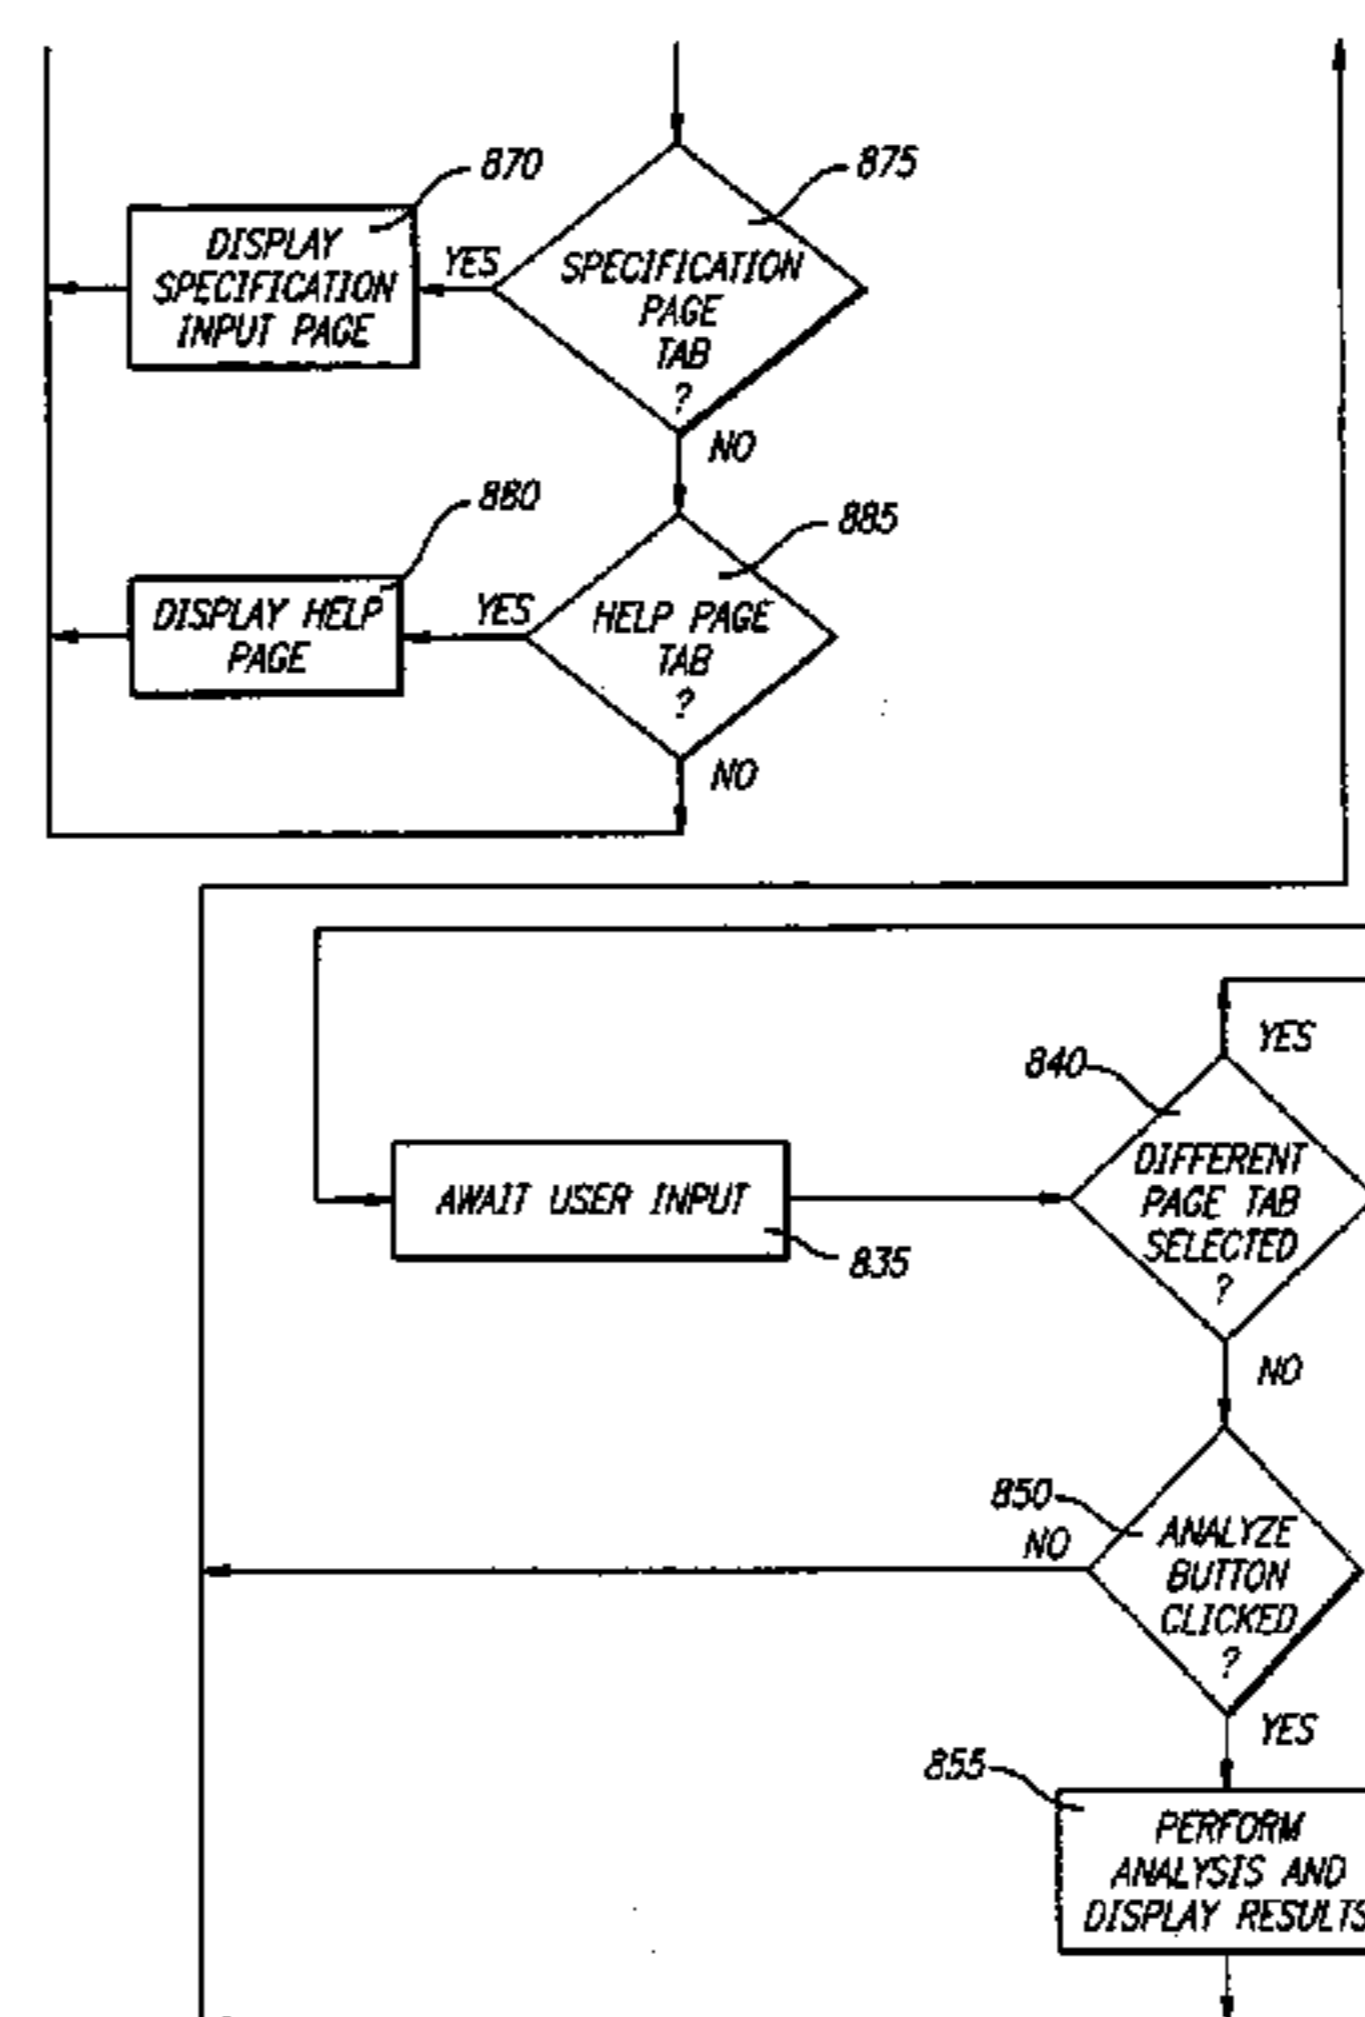 870
875
DISPLAY
SPECIFICATION
INPUT PAGE
YES
SPECIFICATION
PAGE
TAB
?
NO
880
885
DISPLAY HELP
PAGE
YES
HELP PAGE
TAB
?
NO
YES
840
DIFFERENT
PAGE TAB
SELECTED
?
AWAIT USER INPUT
835
NO
850
NO
ANALYZE
BUTTON
CLICKED
?
YES
855
PERFORM
ANALYSIS AND
DISPLAY RESULTS